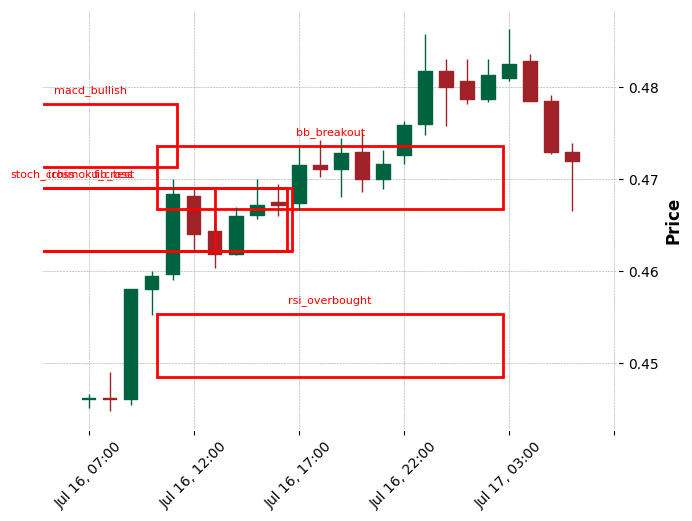 macd_bullish
bb_breakout
rsi_overbought
0.48
0.47
0.46
0.45
Price
Jul 16, 07:00
Jul 16, 12:00
Jul 16, 17:00
Jul 16, 22:00
Jul 17, 03:00